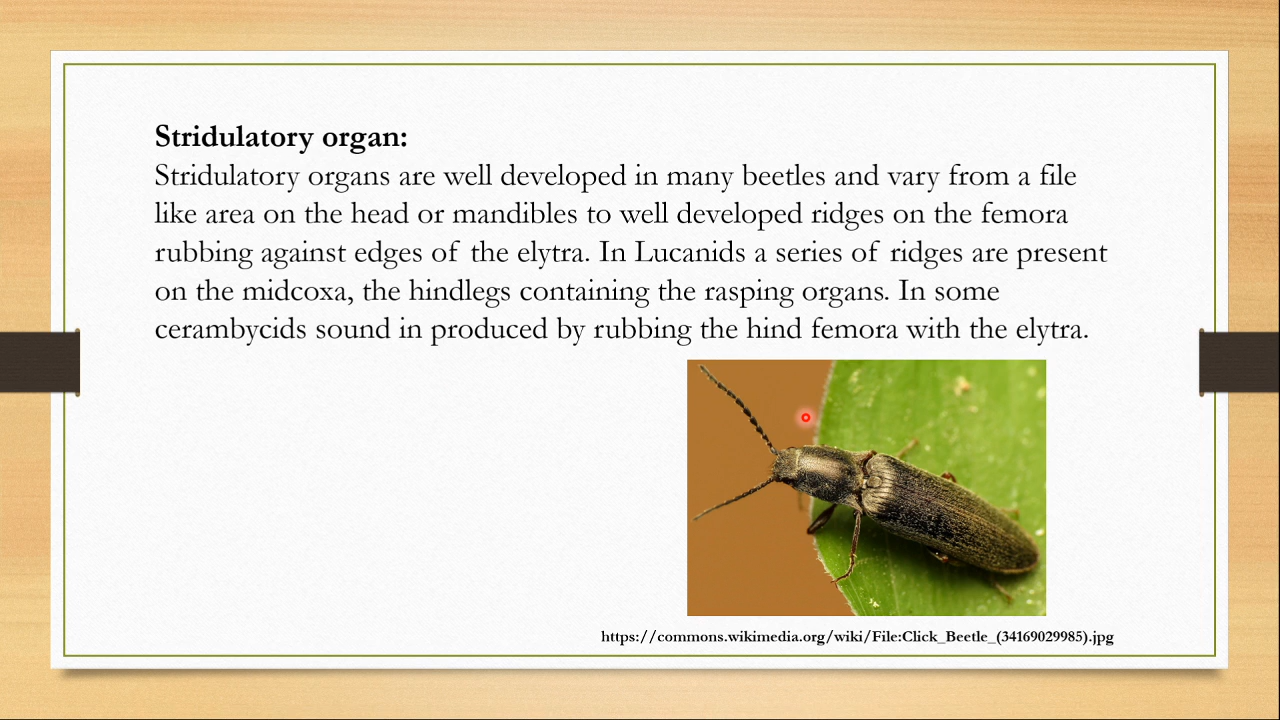 Stridulatory organ:
Stridulatory organs are well developed in many beetles and vary from a file
like area on the head or mandibles to well developed ridges on the femora
rubbing against edges of the elytra. In Lucanids a series of ridges are present
on the midcoxa, the hindlegs containing the rasping organs. In some
cerambycids sound in produced by rubbing the hind femora with the elytra.
https://commons.wikimedia.org/wiki/File:Click_Beetle_(34169029985).jpg